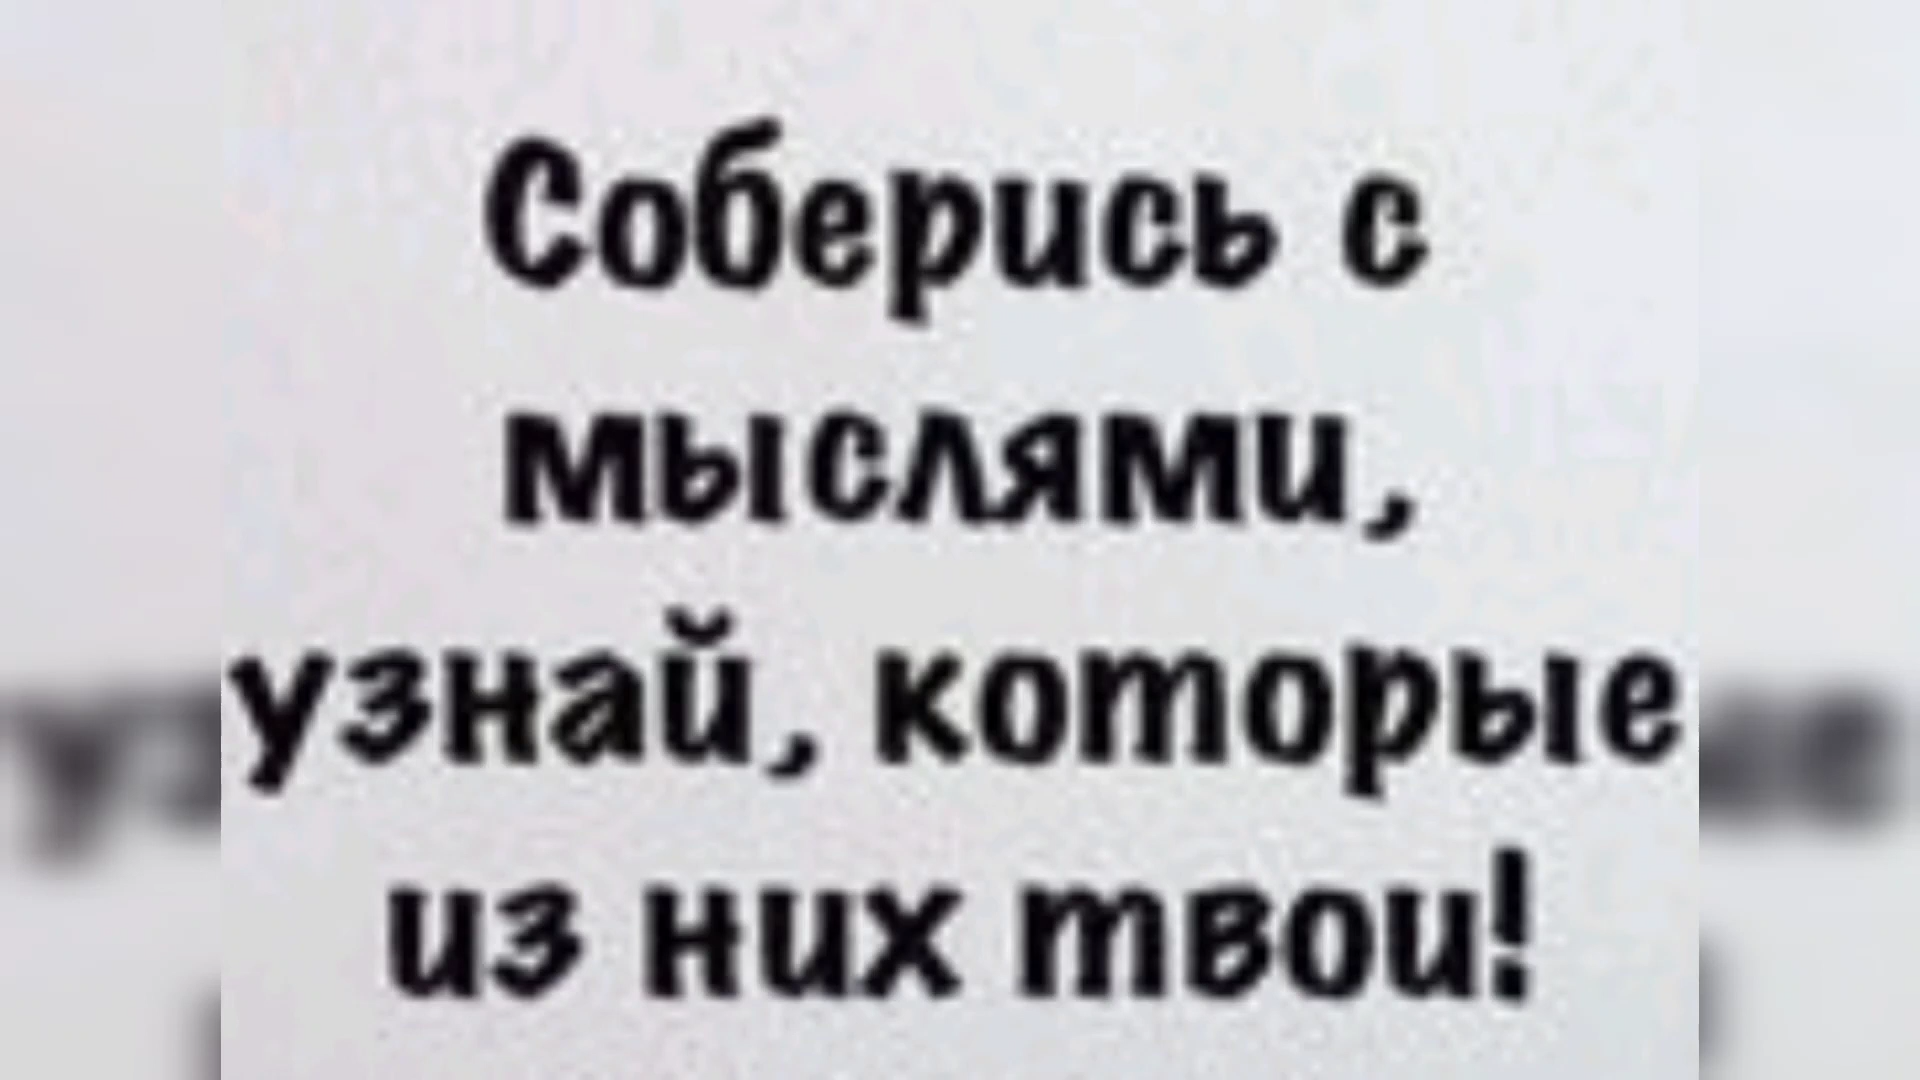 Соберись с
мыслями,
узнай, которые
из них твои!